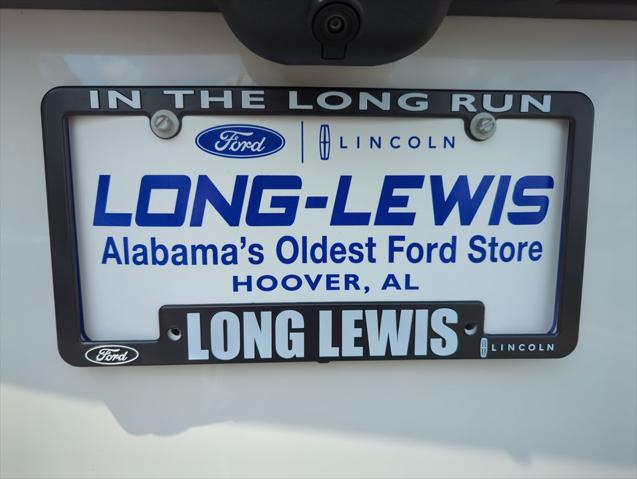 IN THE LONG RUN
Ford | LINCOLN
LONG-LEWIS
Alabama's Oldest Ford Store
HOOVER, AL
LONG LEWIS
Ford LINCOLN